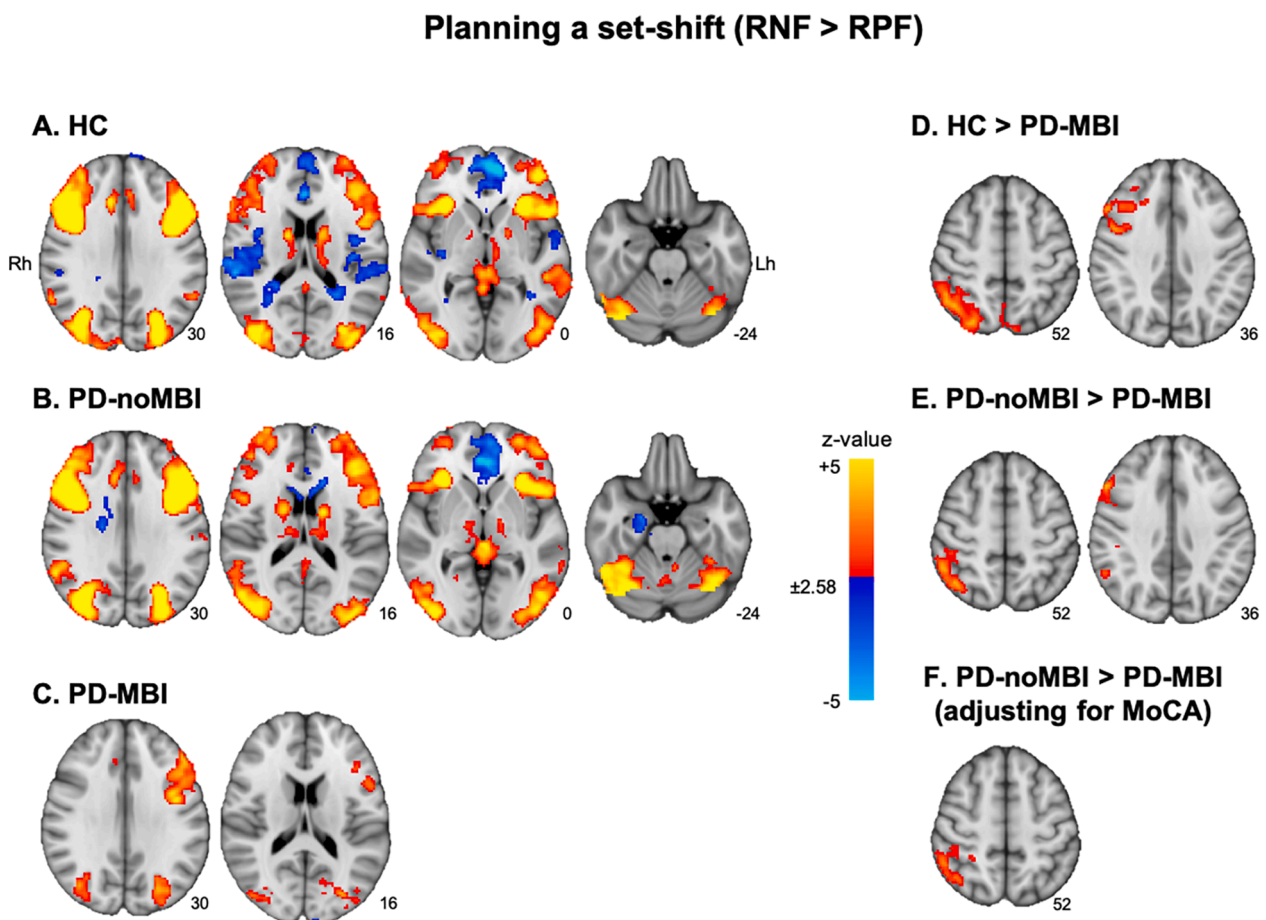 Planning a set-shift (RNF > RPF)
A. HC
Rh
30
16
0
Lh
-24
B. PD-noMBI
30
16
0
-24
C. PD-MBI
30
16
z-value
+5
±2.58
-5
D. HC > PD-MBI
52
36
E. PD-noMBI > PD-MBI
52
36
F. PD-noMBI > PD-MBI
(adjusting for MoCA)
52